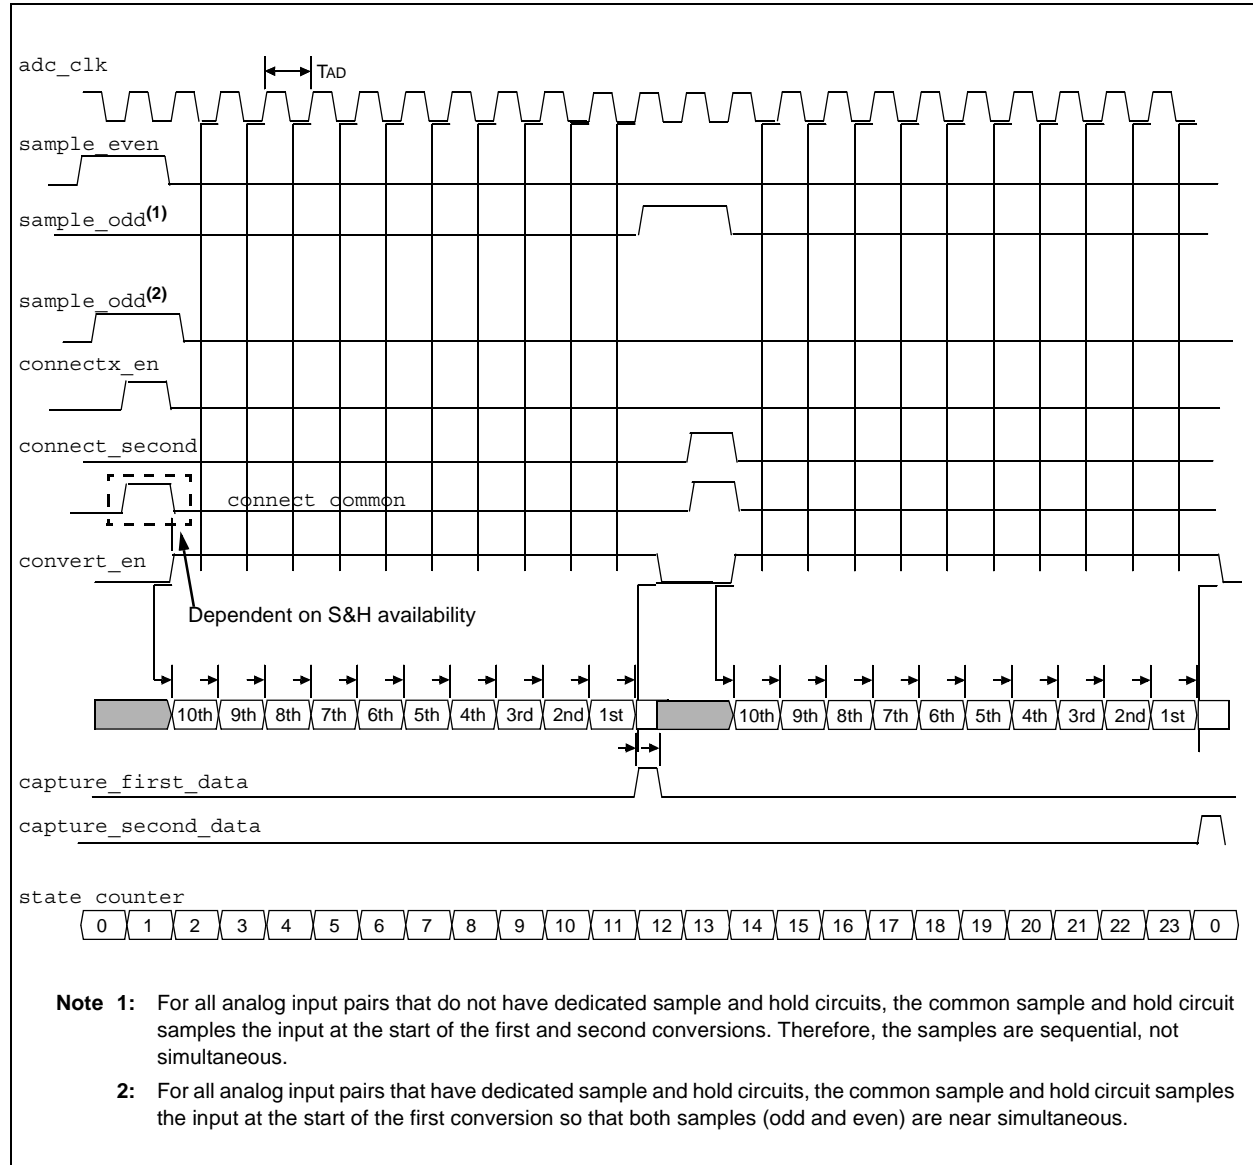 adc_clk
TAD
sample_even
sample_odd(1)
sample_odd(2)
connectx_en
connect_second
connect_common
convert_en
Dependent on S&H availability
10th 9th 8th 7th 6th 5th 4th 3rd 2nd 1st 10th 9th 8th 7th 6th 5th 4th 3rd 2nd 1st
capture_first_data
capture_second_data
state counter
0 1 2 3 4 5 6 7 8 9 10 11 12 13 14 15 16 17 18 19 20 21 22 23 0
Note 1: For all analog input pairs that do not have dedicated sample and hold circuits, the common sample and hold circuit
samples the input at the start of the first and second conversions. Therefore, the samples are sequential, not
simultaneous.
2: For all analog input pairs that have dedicated sample and hold circuits, the common sample and hold circuit samples
the input at the start of the first conversion so that both samples (odd and even) are near simultaneous.